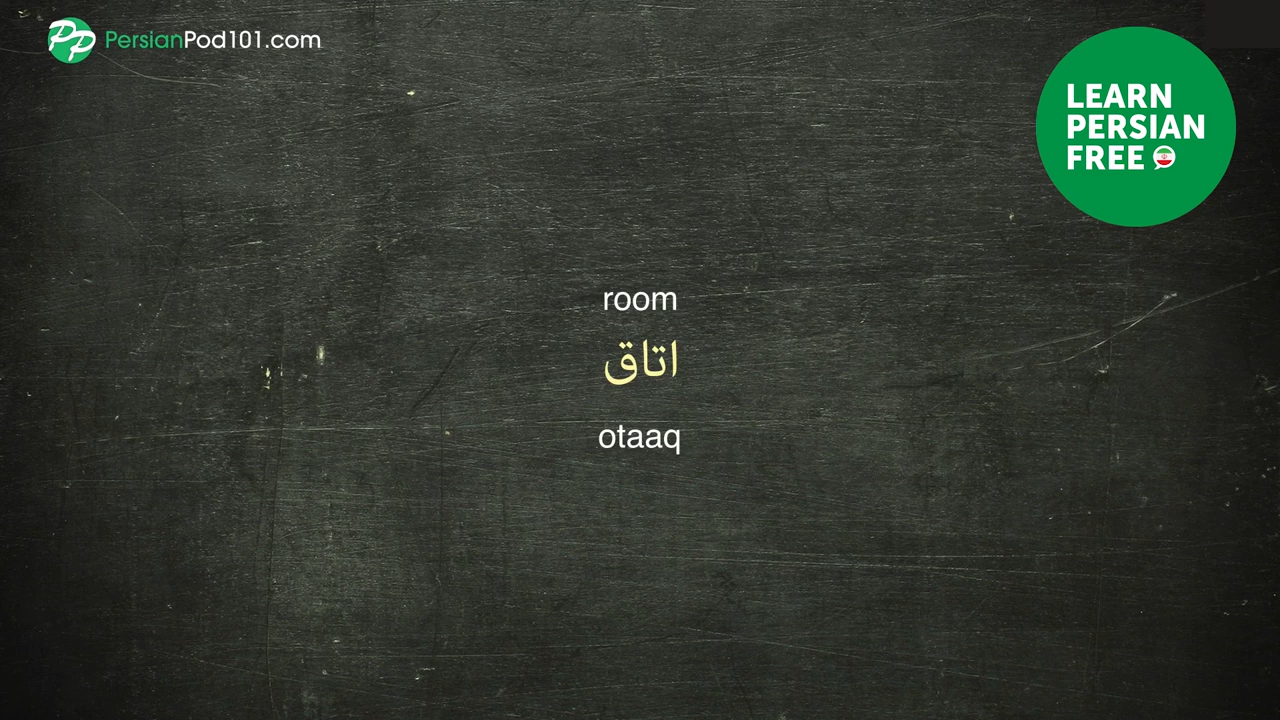 PersianPod101.com
LEARN
PERSIAN
FREE
room
اتاق
otaaq